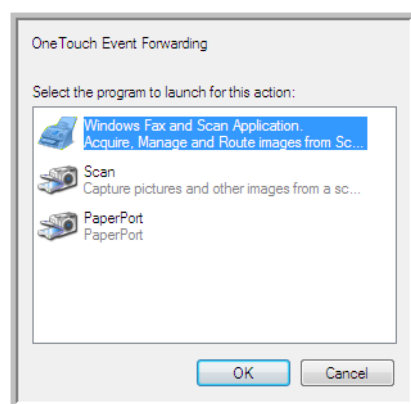 OneTouch Event Forwarding
Select the program to launch for this action:
Windows Fax and Scan Application.
Acquire, Manage and Route images from Sc...
Scan
Capture pictures and other images from a sc...
PaperPort
PaperPort
OK Cancel